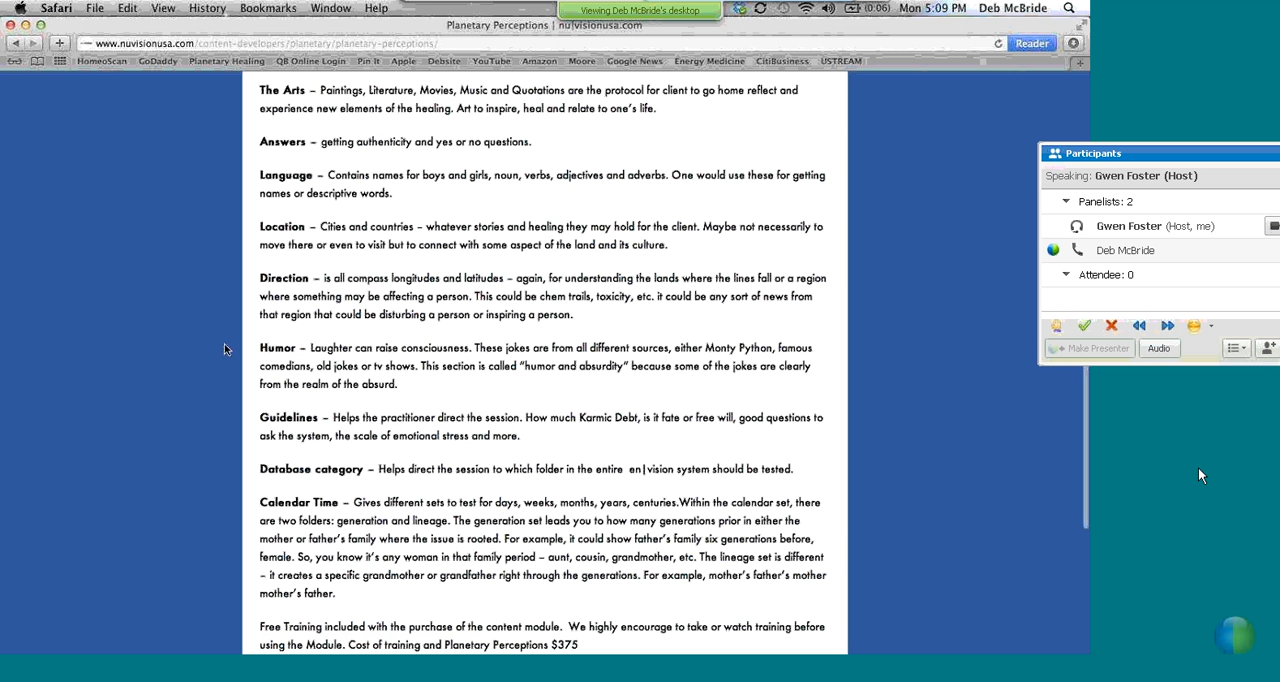 Safari File Edit View History Bookmarks Window Help
Viewing Deb McBride's desktop
(0:06) Mon 5:09 PM Deb McBride
Planetary Perceptions | nu|visionusa.com
www.nuvisionusa.com/content-developers/planetary/planetary-perceptions/
Reader
HomeoScan GoDaddy Planetary Healing QB Online Login Pin It Apple Debsite YouTube Amazon Moore Google News Energy Medicine CitiBusiness USTREAM
The Arts – Paintings, Literature, Movies, Music and Quotations are the protocol for client to go home reflect and
experience new elements of the healing. Art to inspire, heal and relate to one's life.
Answers – getting authenticity and yes or no questions.
Language – Contains names for boys and girls, noun, verbs, adjectives and adverbs. One would use these for getting
names or descriptive words.
Location – Cities and countries – whatever stories and healing they may hold for the client. Maybe not necessarily to
move there or even to visit but to connect with some aspect of the land and its culture.
Direction – is all compass longitudes and latitudes – again, for understanding the lands where the lines fall or a region
where something may be affecting a person. This could be chem trails, toxicity, etc. it could be any sort of news from
that region that could be disturbing a person or inspiring a person.
Humor – Laughter can raise consciousness. These jokes are from all different sources, either Monty Python, famous
comedians, old jokes or tv shows. This section is called "humor and absurdity" because some of the jokes are clearly
from the realm of the absurd.
Guidelines – Helps the practitioner direct the session. How much Karmic Debt, is it fate or free will, good questions to
ask the system, the scale of emotional stress and more.
Database category – Helps direct the session to which folder in the entire en|vision system should be tested.
Calendar Time – Gives different sets to test for days, weeks, months, years, centuries.Within the calendar set, there
are two folders: generation and lineage. The generation set leads you to how many generations prior in either the
mother or father's family where the issue is rooted. For example, it could show father's family six generations before,
female. So, you know it's any woman in that family period – aunt, cousin, grandmother, etc. The lineage set is different
– it creates a specific grandmother or grandfather right through the generations. For example, mother's father's mother
mother's father.
Free Training included with the purchase of the content module. We highly encourage to take or watch training before
using the Module. Cost of training and Planetary Perceptions $375
Participants
Speaking: Gwen Foster (Host)
Panelists: 2
Gwen Foster (Host, me)
Deb McBride
Attendee: 0
Make Presenter Audio